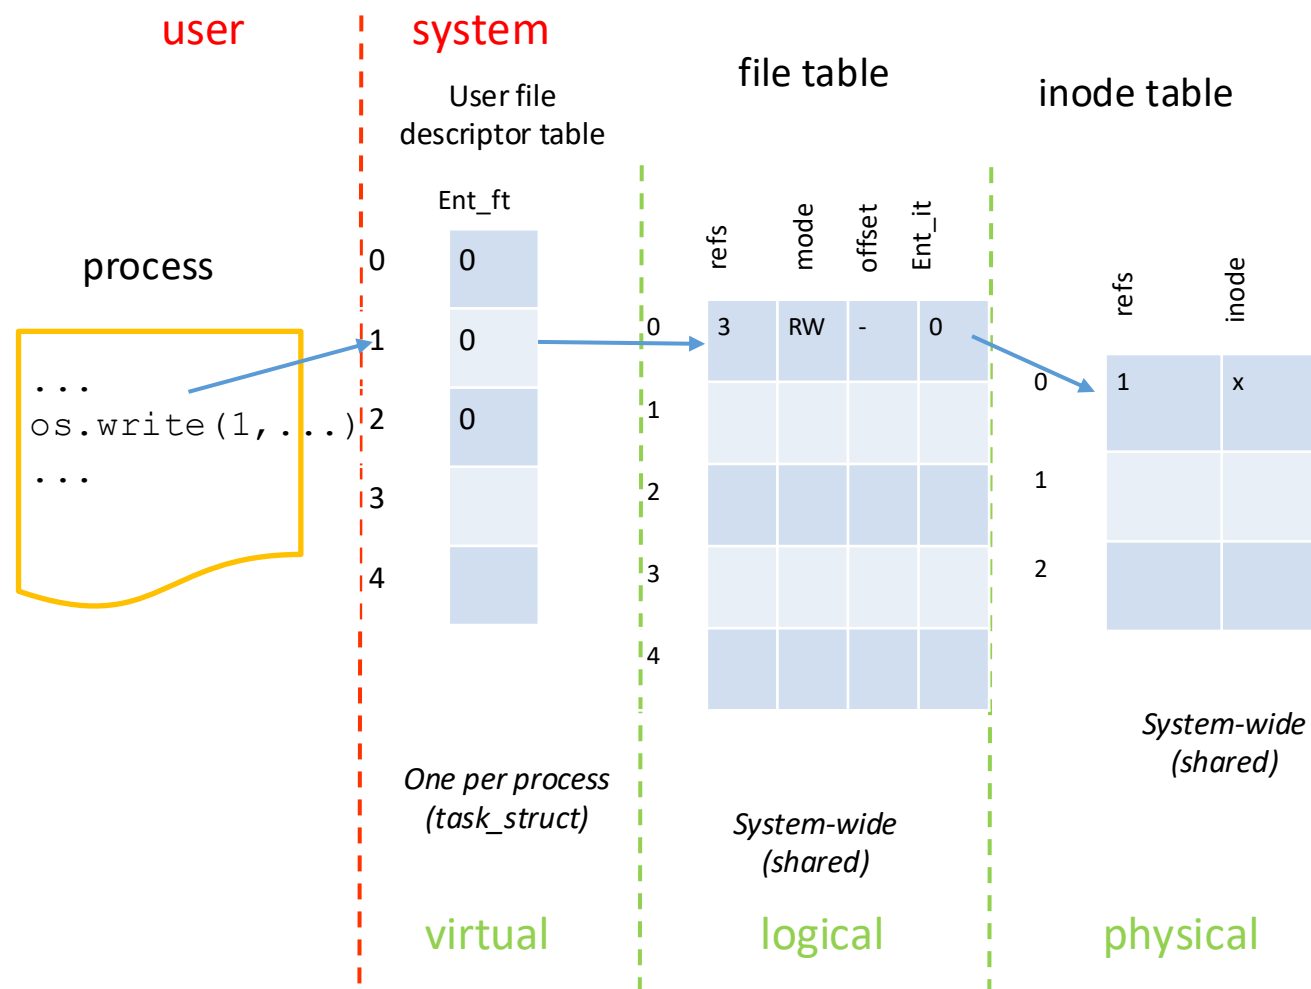 user
system
User file
descriptor table
file table
inode table
Ent_ft
refs
mode
offset
Ent_it
refs
inode
process
...
os.write(1,...)
...
0 0
1 0
2 0
3
4
0 3 RW - 0
1
2
3
4
0 1 x
1
2
One per process
(task_struct)
System-wide
(shared)
System-wide
(shared)
virtual
logical
physical